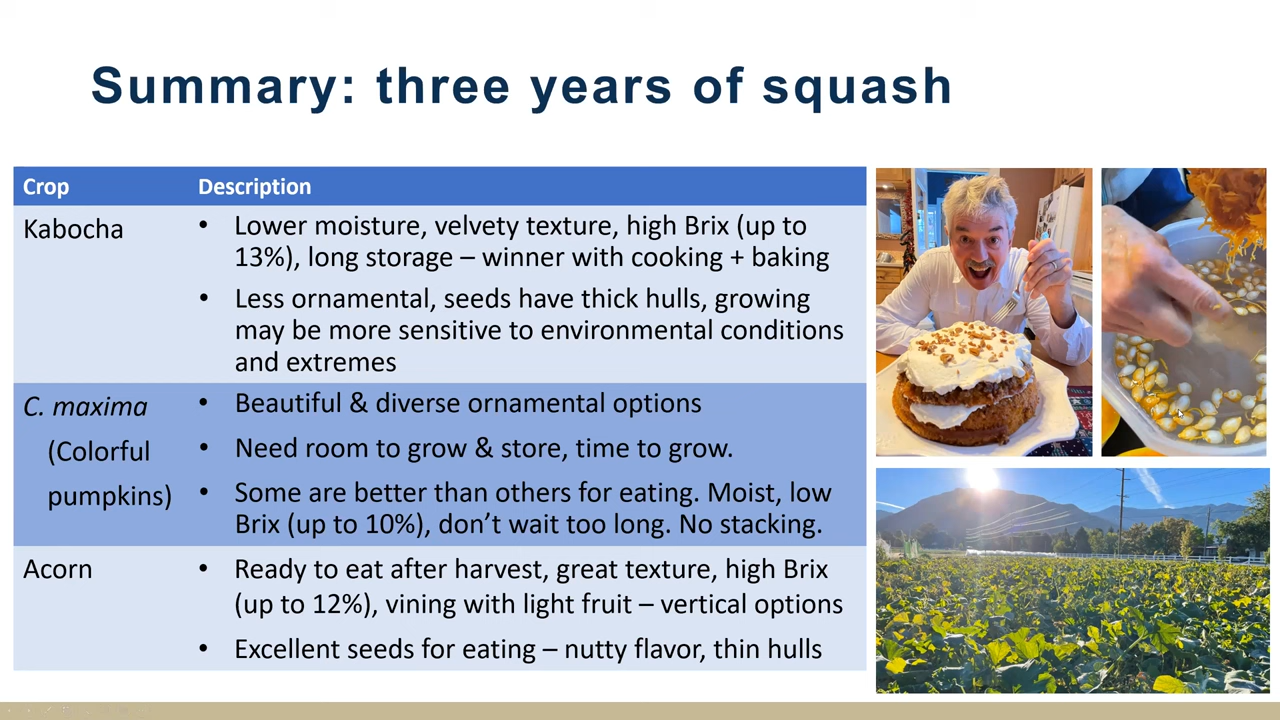 Summary: three years of squash
Crop
Description
Kabocha
• Lower moisture, velvety texture, high Brix (up to
13%), long storage – winner with cooking + baking
• Less ornamental, seeds have thick hulls, growing
may be more sensitive to environmental conditions
and extremes
C. maxima
(Colorful
pumpkins)
• Beautiful & diverse ornamental options
• Need room to grow & store, time to grow.
• Some are better than others for eating. Moist, low
Brix (up to 10%), don’t wait too long. No stacking.
Acorn
• Ready to eat after harvest, great texture, high Brix
(up to 12%), vining with light fruit – vertical options
• Excellent seeds for eating – nutty flavor, thin hulls